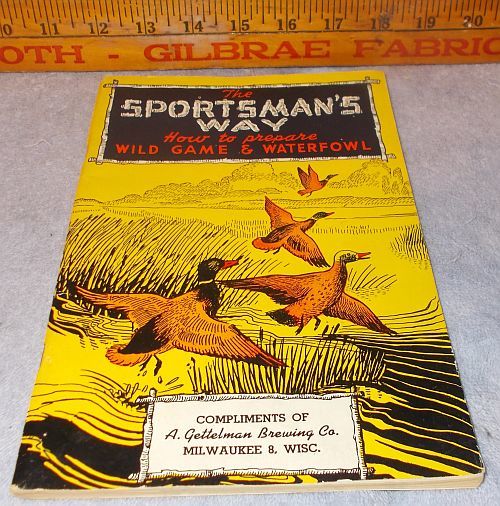 10 11 12 13 14 15 16 17 18 19 20
OTH - GILBRAE FABRIC
The
SPORTSMAN'S
WAY
How to prepare
WILD GAME & WATERFOWL
COMPLIMENTS OF
A. Gettelman Brewing Co.
MILWAUKEE 8, WISC.